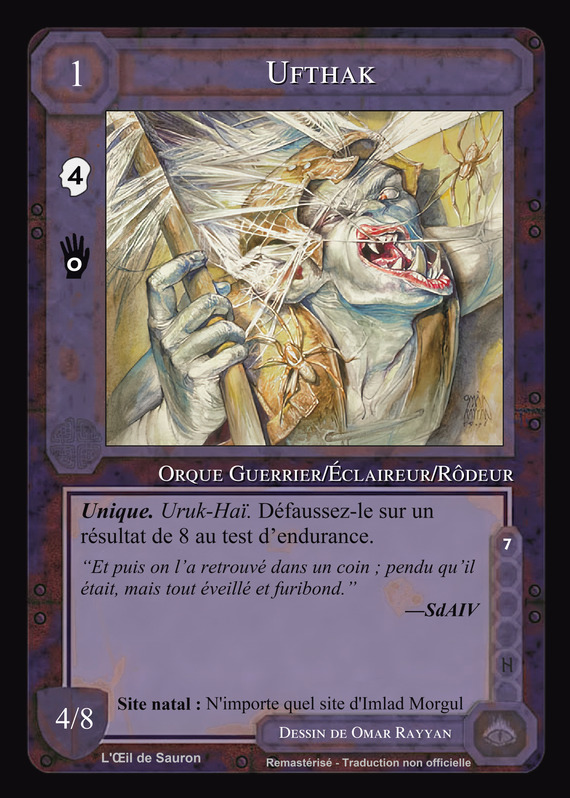 1
Ufthak
4
0
OMAR
RAYYAN
Orque Guerrier/Éclaireur/Rôdeur
Unique. Uruk-Haï. Défaussez-le sur un
résultat de 8 au test d’endurance.
“Et puis on l’a retrouvé dans un coin ; pendu qu’il
était, mais tout éveillé et furibond.”
—SdAIV
7
Site natal : N'importe quel site d'Imlad Morgul
4/8
Dessin de Omar Rayyan
L'Œil de Sauron
Remastérisé - Traduction non officielle